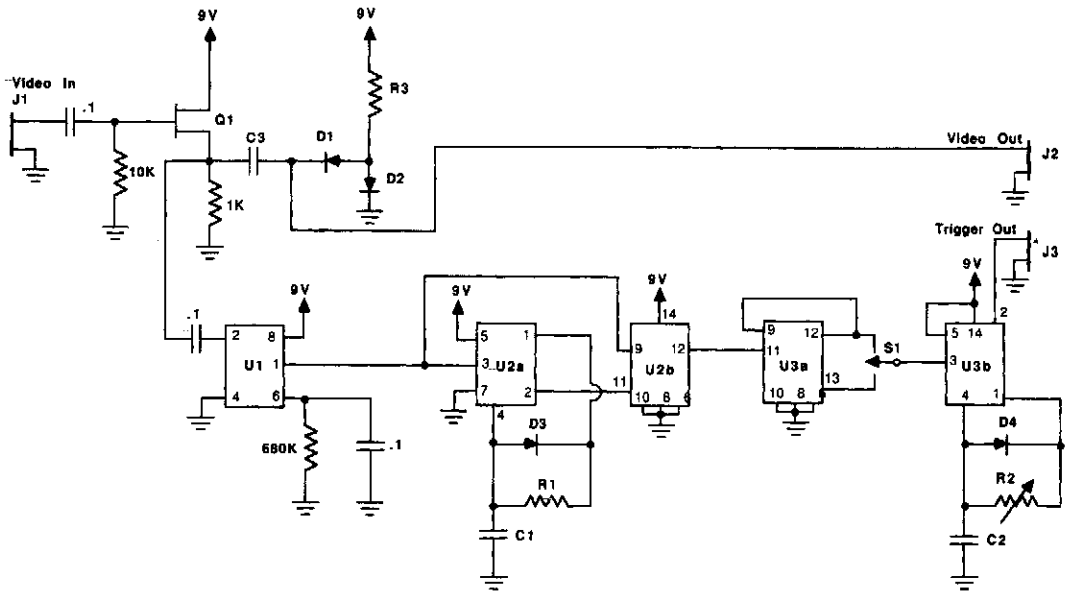 9V
9V
Video In
J1
.1
Q1
R3
C3
D1
D2
10K
1K
Video Out
J2
Trigger Out
J3
9V
.1
9V
2
8
U1
1
4
6
680K
.1
9V
5
1
3
U2a
7
2
4
D3
R1
C1
9V
14
9
12
11
U2b
10
8
6
9
12
11
U3a
13
10
8
S1
9V
2
5
14
3
U3b
4
1
D4
R2
C2